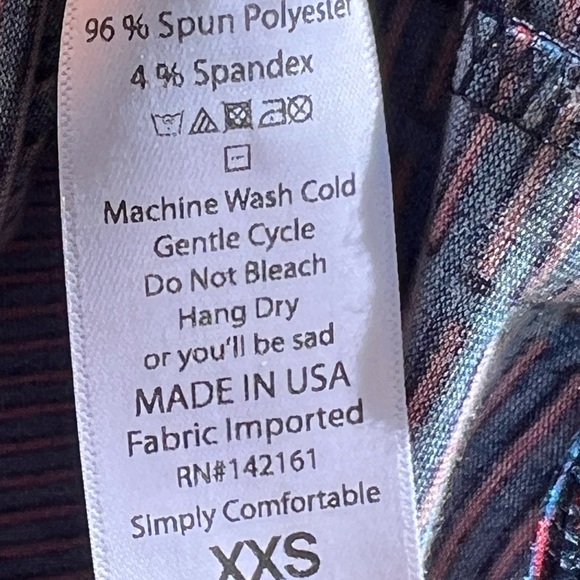 96 % Spun Polyester
4 % Spandex
Machine Wash Cold
Gentle Cycle
Do Not Bleach
Hang Dry
or you'll be sad
MADE IN USA
Fabric Imported
RN#142161
Simply Comfortable
XXS